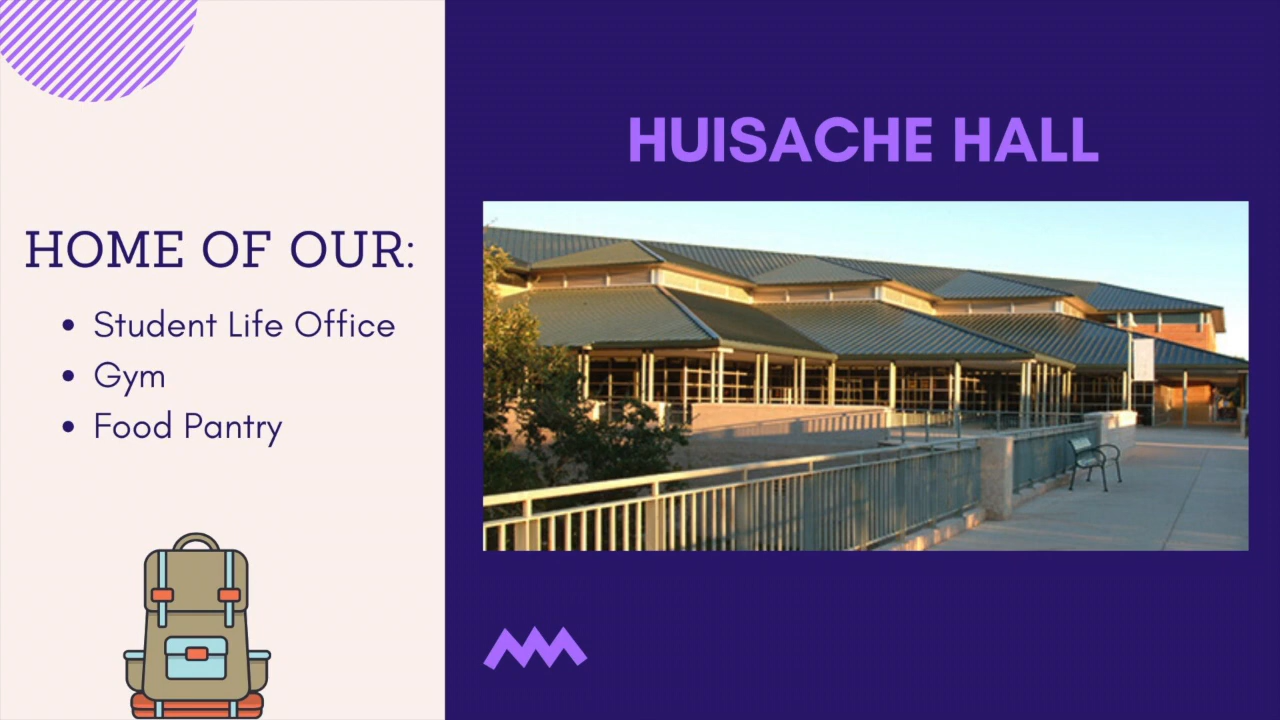 HOME OF OUR:
• Student Life Office
• Gym
• Food Pantry
HUISACHE HALL